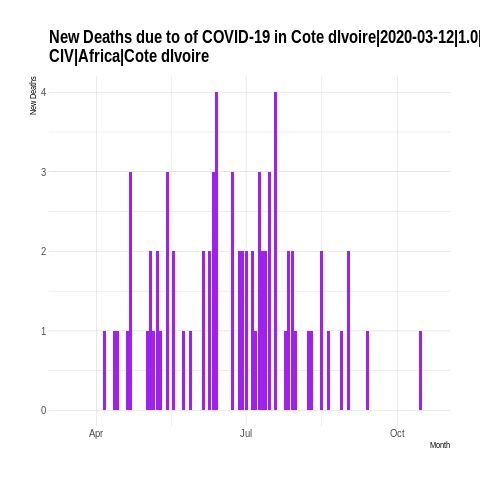 New Deaths due to of COVID-19 in Cote dIvoire|2020-03-12|1.0|
CIV|Africa|Cote dIvoire
New Deaths
4
3
2
1
0
Apr
Jul
Oct
Month